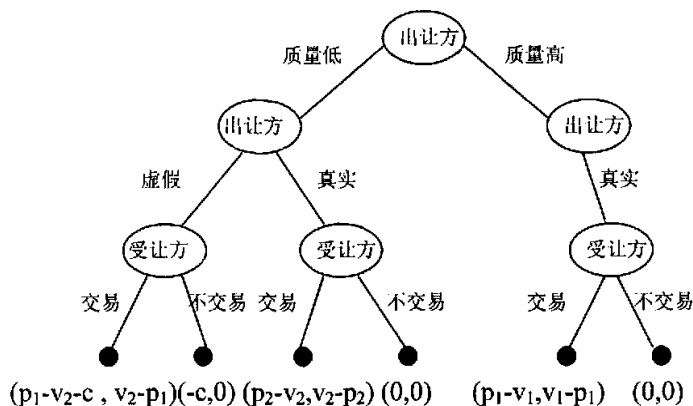 出让方
质量低
质量高
出让方
出让方
虚假
真实
真实
受让方
受让方
受让方
交易
不交易
交易
不交易
交易
不交易
(p₁-v₂-c , v₂-p₁)(-c,0) (p₂-v₂,v₂-p₂) (0,0) (p₁-v₁,v₁-p₁) (0,0)